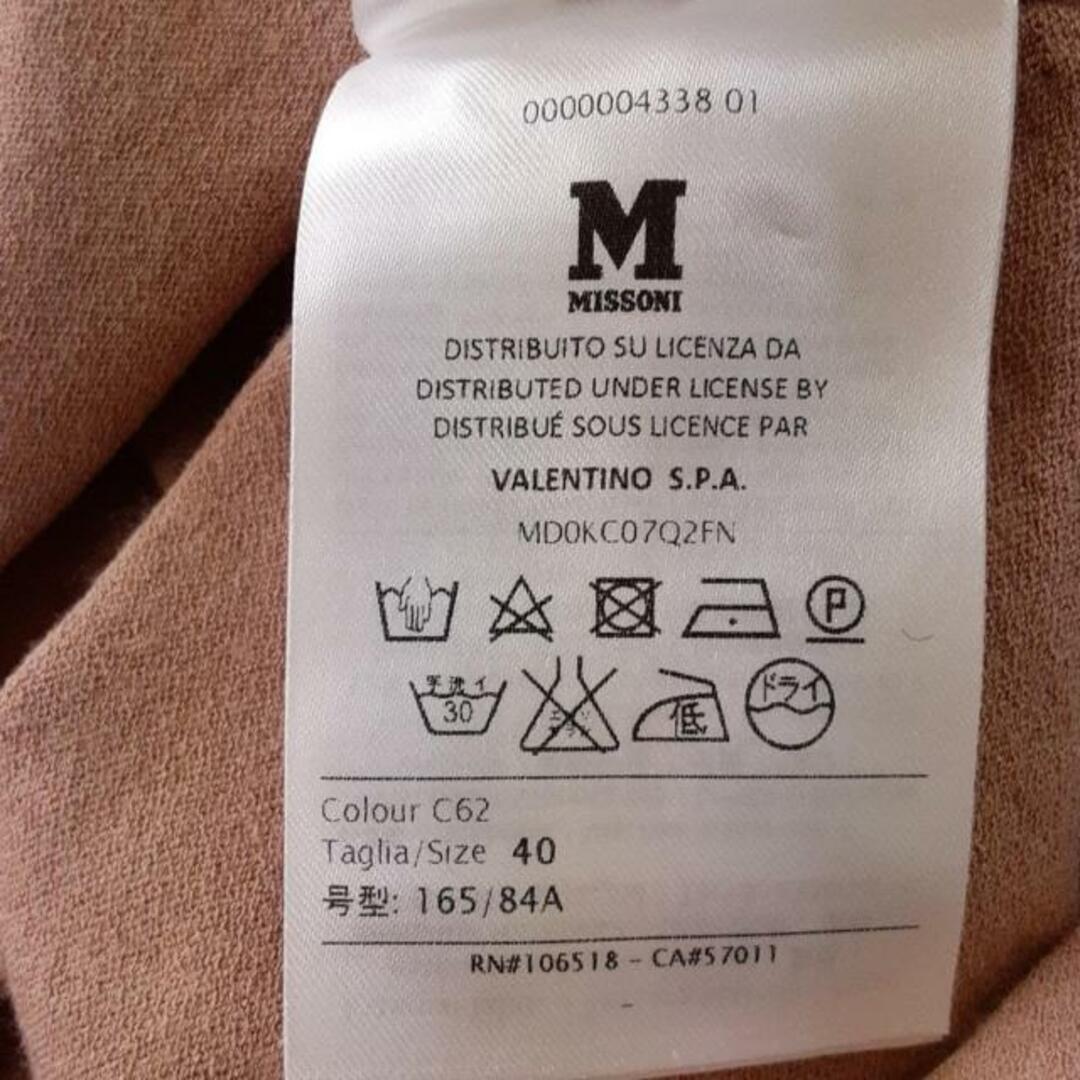 0000004338 01
M
MISSONI
DISTRIBUITO SU LICENZA DA
DISTRIBUTED UNDER LICENSE BY
DISTRIBUÉ SOUS LICENCE PAR
VALENTINO S.P.A.
MD0KC07Q2FN
P
手洗イ
30
低
ドライ
Colour C62
Taglia/Size 40
号型: 165/84A
RN#106518 - CA#57011